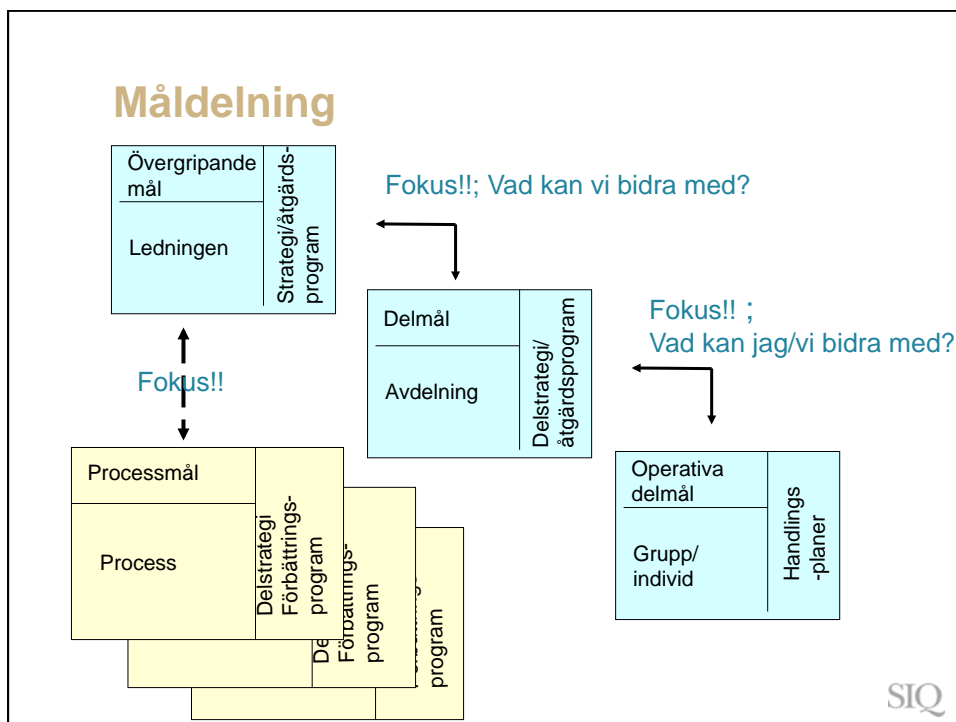 Måldelning
Övergripande
mål
Ledningen
Strategi/åtgärds-
program
Fokus!!; Vad kan vi bidra med?
Delmål
Avdelning
Delstrategi/
åtgärdsprogram
Fokus!! ;
Vad kan jag/vi bidra med?
Operativa
delmål
Grupp/
individ
Handlings
-planer
Fokus!!
Processmål
Process
Delstrategi
Förbättrings-
program
Förbättrings-
program
program
SIQ